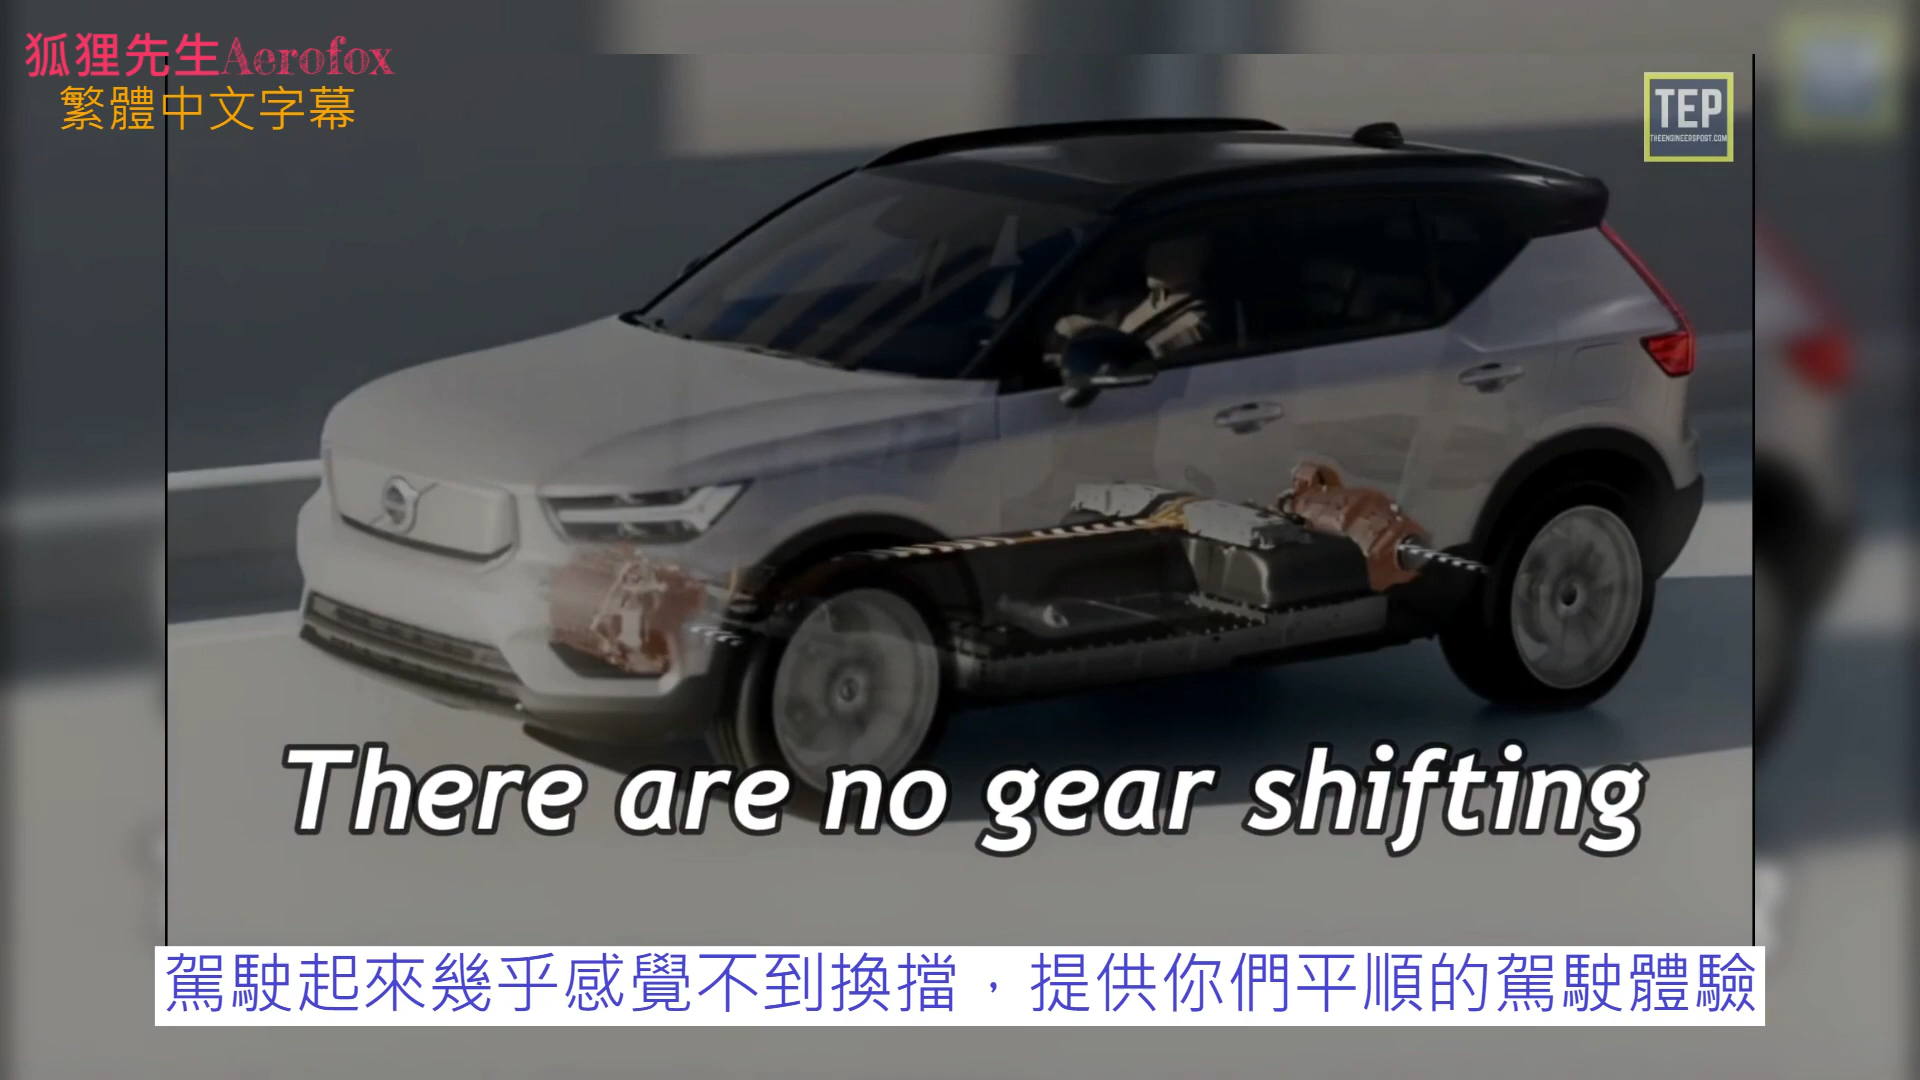 狐狸先生Aerofox
繁體中文字幕
TEP
THEENGINEERSPOST.COM
There are no gear shifting
駕駛起來幾乎感覺不到換擋，提供你們平順的駕駛體驗